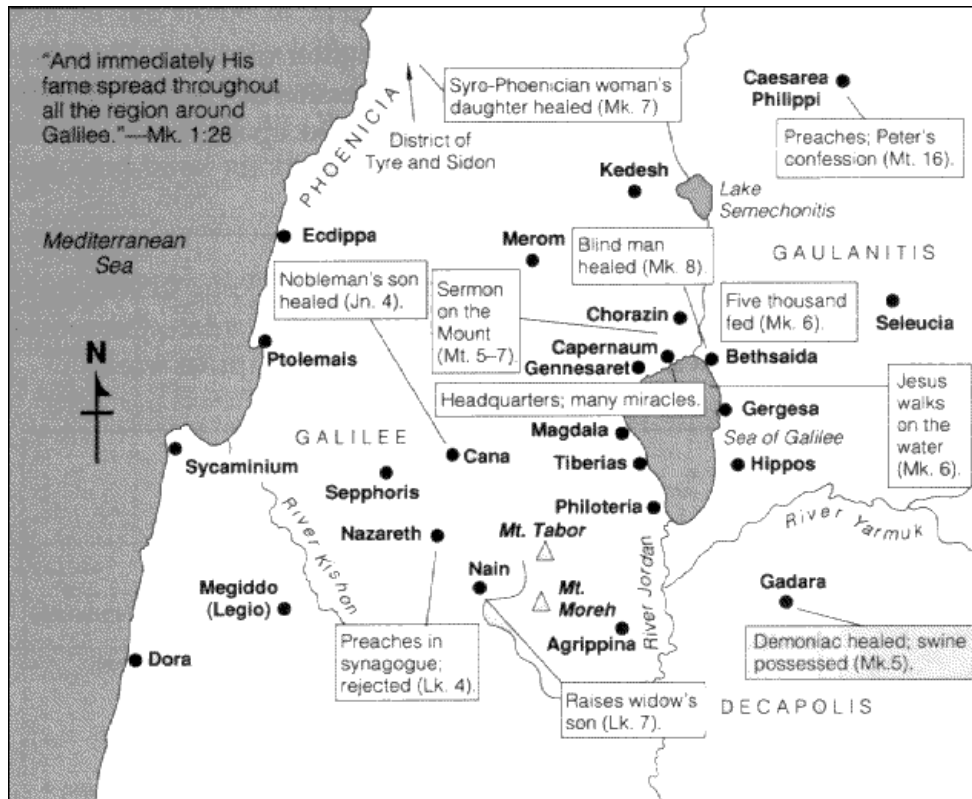 "And immediately His
fame spread throughout
all the region around
Galilee."—Mk. 1:28
PHOENICIA
District of
Tyre and Sidon
Syro-Phoenician woman's
daughter healed (Mk. 7)
Caesarea
Philippi
Preaches; Peter's
confession (Mt. 16).
Kedesh
Lake
Semechonitis
Mediterranean
Sea
Ecdippa
Merom
Blind man
healed (Mk. 8).
GAULANITIS
Nobleman's son
healed (Jn. 4).
Sermon
on the
Mount
(Mt. 5–7).
Chorazin
Five thousand
fed (Mk. 6).
Seleucia
N
Ptolemais
Capernaum
Gennesaret
Bethsaida
Headquarters; many miracles.
Jesus
walks
on the
water
(Mk. 6).
Gergesa
GALILEE
Magdala
Sea of Galilee
Sycaminium
Cana
Tiberias
Hippos
Sepphoris
River Kishon
Philoteria
River Yarmuk
Nazareth
Mt. Tabor
River Jordan
Nain
Mt.
Moreh
Gadara
Megiddo
(Legio)
Agrippina
Demoniac healed; swine
possessed (Mk.5).
Dora
Preaches in
synagogue;
rejected (Lk. 4).
Raises widow's
son (Lk. 7).
DECAPOLIS